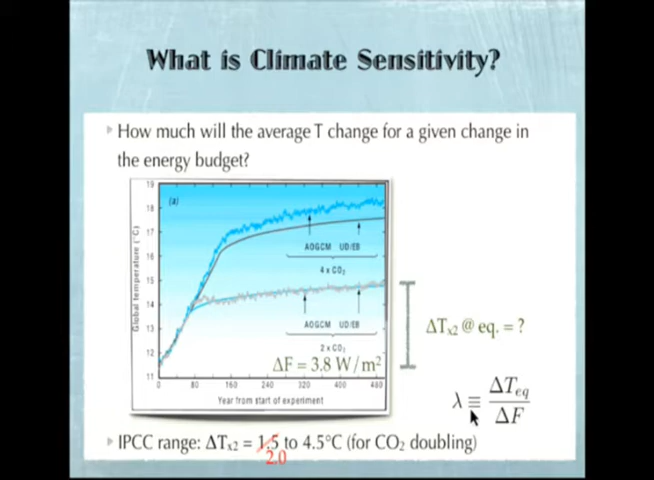 What is Climate Sensitivity?
How much will the average T change for a given change in
the energy budget?
(a)
19
18
17
16
15
14
13
12
11
Global temperature (°C)
AOGCM UD/EB
4 x CO₂
AOGCM UD/EB
2 x CO₂
ΔF = 3.8 W/m²
0 80 160 240 320 400 480
Year from start of experiment
ΔTₓ₂ @ eq. = ?
λ ≡ ΔTeq
ΔF
IPCC range: ΔTₓ₂ = 1.5 to 4.5°C (for CO₂ doubling)
2.0